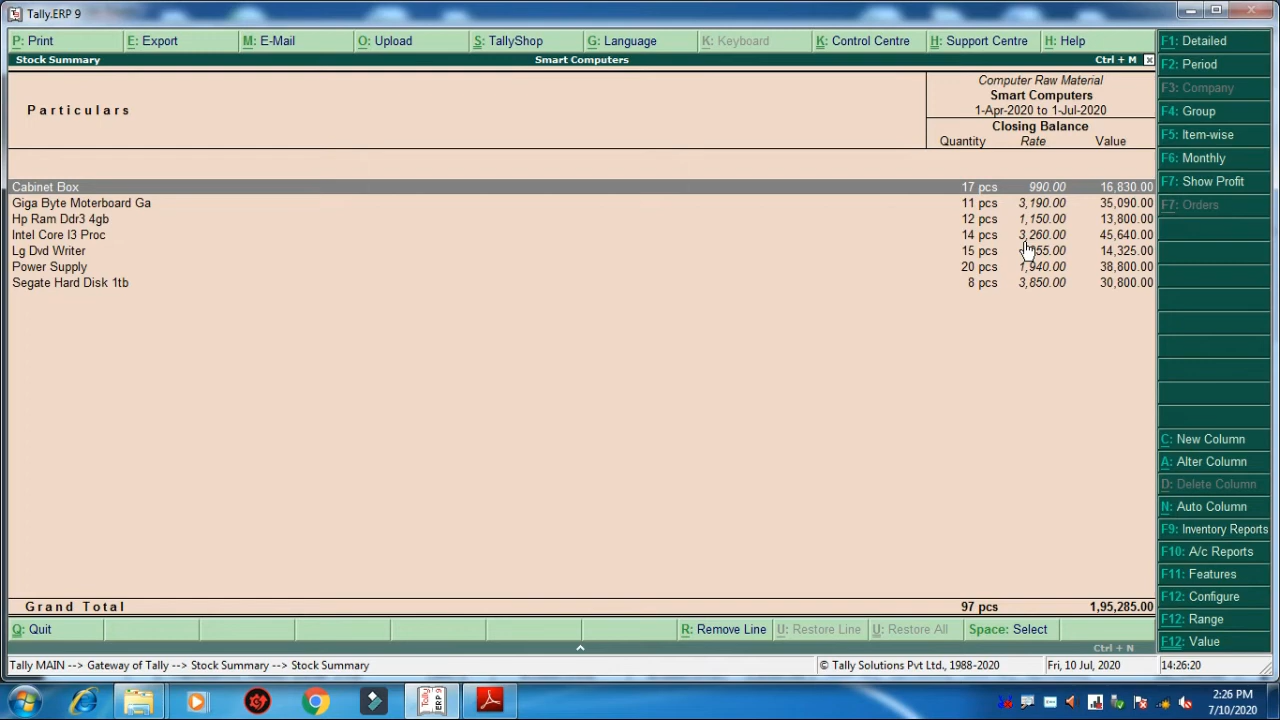 Tally.ERP 9
P: Print E: Export M: E-Mail O: Upload S: TallyShop G: Language K: Keyboard K: Control Centre H: Support Centre H: Help
Stock Summary Smart Computers Ctrl + M
Particulars
Computer Raw Material
Smart Computers
1-Apr-2020 to 1-Jul-2020
Closing Balance
Quantity Rate Value
Cabinet Box 17 pcs 990.00 16,830.00
Giga Byte Moterboard Ga 11 pcs 3,190.00 35,090.00
Hp Ram Ddr3 4gb 12 pcs 1,150.00 13,800.00
Intel Core I3 Proc 14 pcs 3,260.00 45,640.00
Lg Dvd Writer 15 pcs 14,325.00
Power Supply 20 pcs 1,940.00 38,800.00
Segate Hard Disk 1tb 8 pcs 3,850.00 30,800.00
Grand Total 97 pcs 1,95,285.00
F1: Detailed
F2: Period
F3: Company
F4: Group
F5: Item-wise
F6: Monthly
F7: Show Profit
F7: Orders
C: New Column
A: Alter Column
D: Delete Column
N: Auto Column
F9: Inventory Reports
F10: A/c Reports
F11: Features
F12: Configure
F12: Range
F12: Value
Q: Quit R: Remove Line U: Restore Line U: Restore All Space: Select
Ctrl + N
Tally MAIN --> Gateway of Tally --> Stock Summary --> Stock Summary © Tally Solutions Pvt Ltd., 1988-2020 Fri, 10 Jul, 2020 14:26:20
Tally ERP 9
2:26 PM
7/10/2020